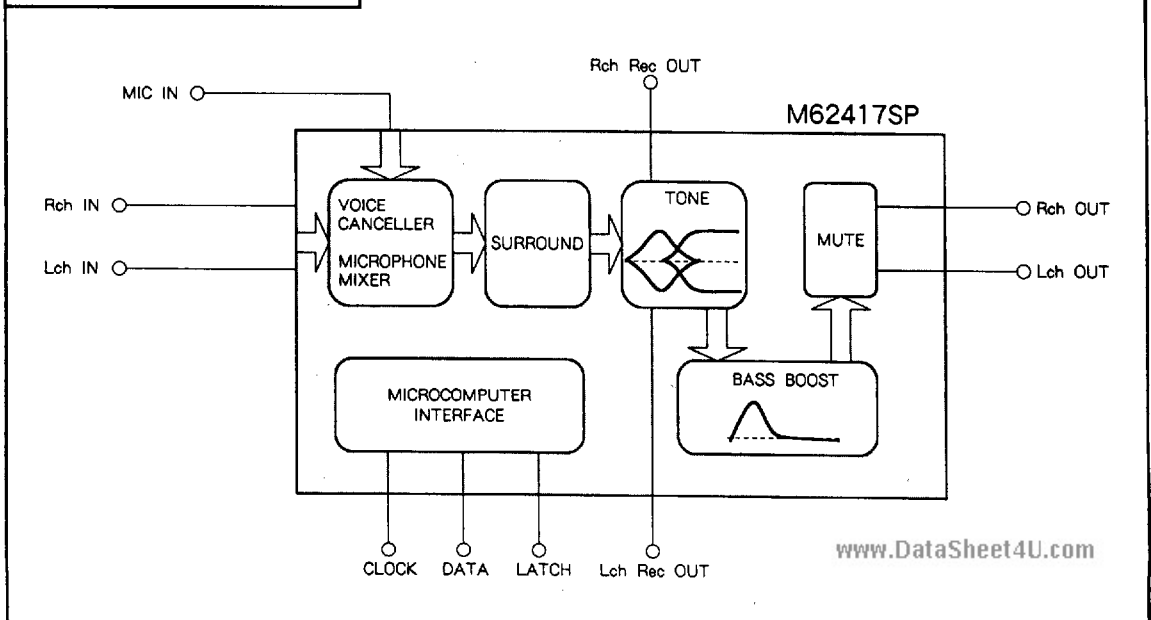 Rch Rec OUT
MIC IN
M62417SP
Rch IN
Lch IN
VOICE
CANCELLER
MICROPHONE
MIXER
SURROUND
TONE
MUTE
Rch OUT
Lch OUT
MICROCOMPUTER
INTERFACE
BASS BOOST
CLOCK
DATA
LATCH
Lch Rec OUT
www.DataSheet4U.com